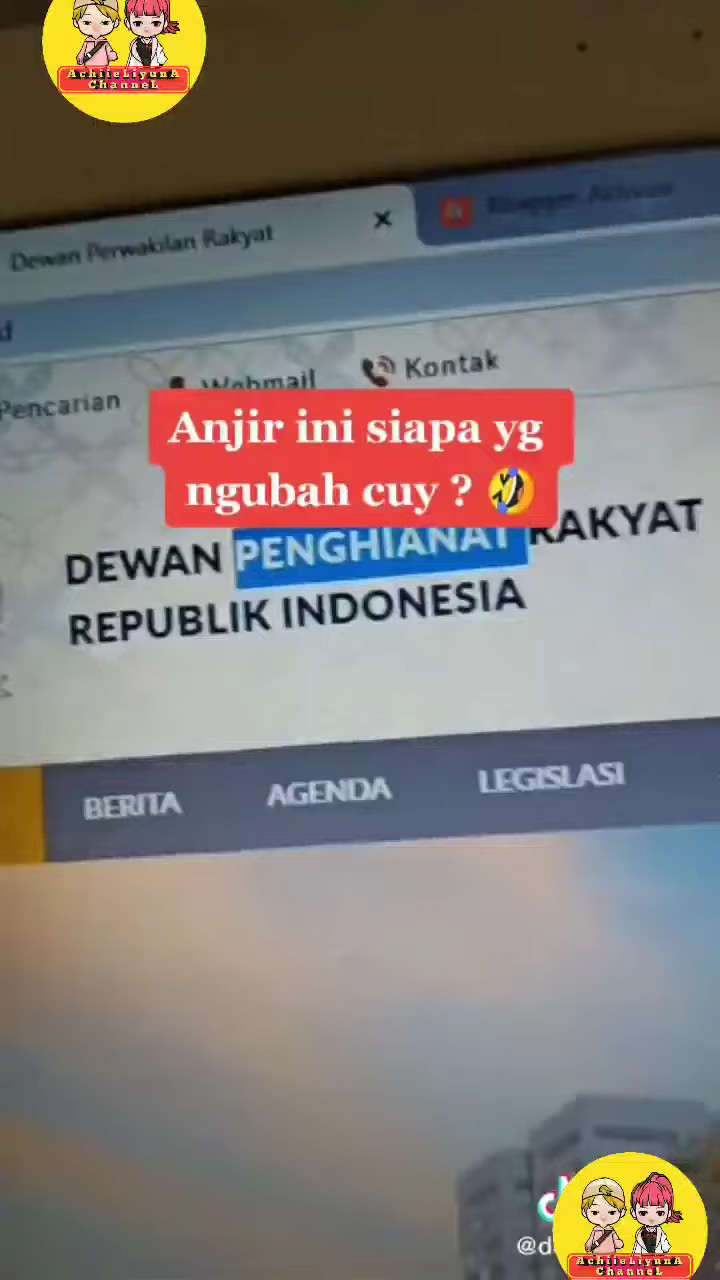 AchiieLiyunA
ChanneL
Dewan Perwakilan Rakyat
Pencarian
Webmail
Kontak
Anjir ini siapa yg
ngubah cuy ? 🤣
DEWAN PENGHIANAT RAKYAT
REPUBLIK INDONESIA
BERITA
AGENDA
LEGISLASI
@d
AchiieLiyunA
ChanneL